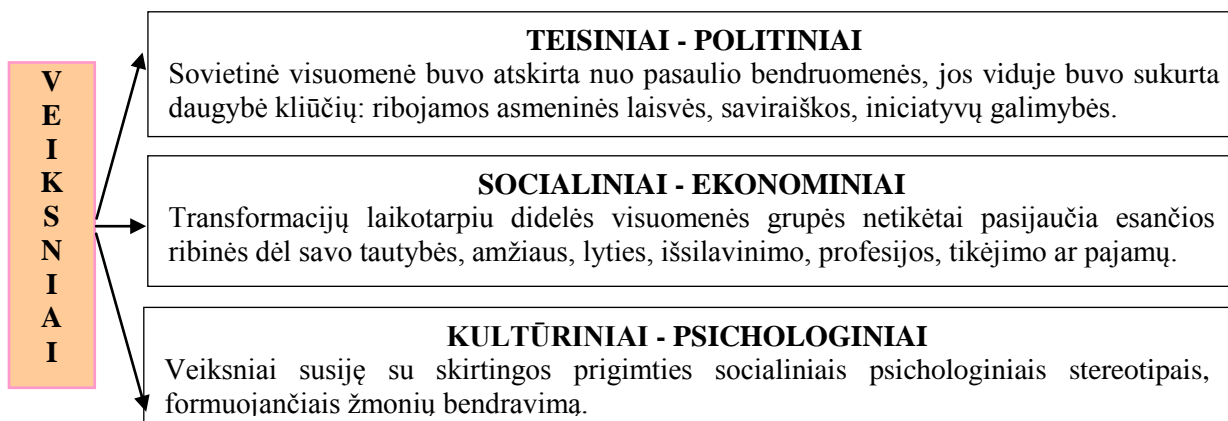 VEIKSNIAI
TEISINIAI - POLITINIAI
Sovietinė visuomenė buvo atskirta nuo pasaulio bendruomenės, jos viduje buvo sukurta
daugybė kliūčių: ribojamos asmeninės laisvės, saviraiškos, iniciatyvų galimybės.
SOCIALINIAI - EKONOMINIAI
Transformacijų laikotarpiu didelės visuomenės grupės netikėtai pasijaučia esančios
ribinės dėl savo tautybės, amžiaus, lyties, išsilavinimo, profesijos, tikėjimo ar pajamų.
KULTŪRINIAI - PSICHOLOGINIAI
Veiksniai susiję su skirtingos prigimties socialiniais psichologiniais stereotipais,
formuojančiais žmonių bendravimą.